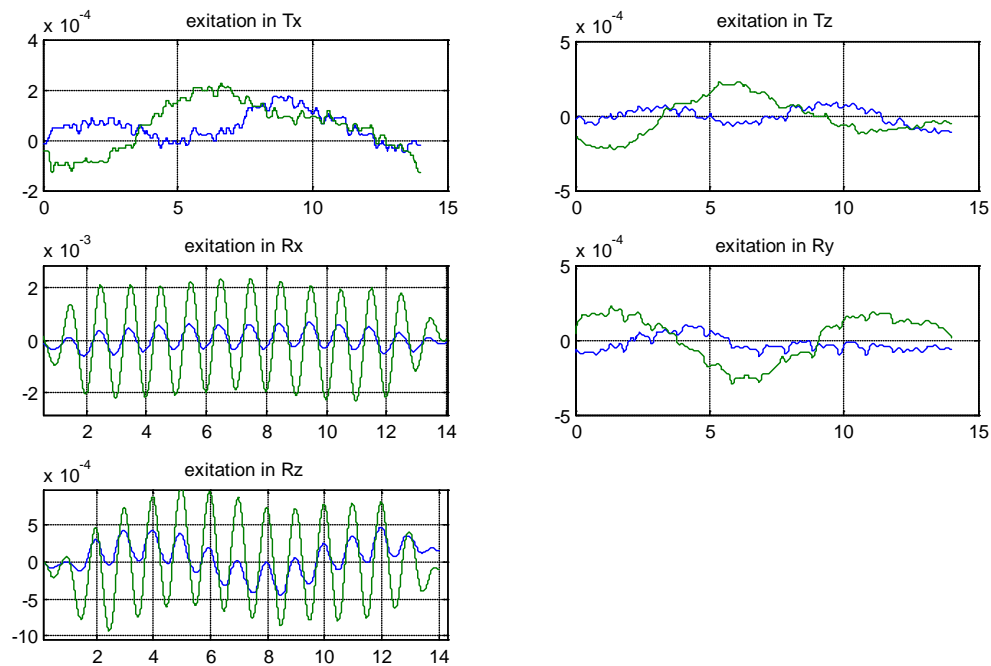 x 10-4
exitation in Tx
4
2
0
-2
0 5 10 15
x 10-4
exitation in Tz
5
0
-5
0 5 10 15
x 10-3
exitation in Rx
2
0
-2
2 4 6 8 10 12 14
x 10-4
exitation in Ry
5
0
-5
0 5 10 15
x 10-4
exitation in Rz
5
0
-5
-10
2 4 6 8 10 12 14